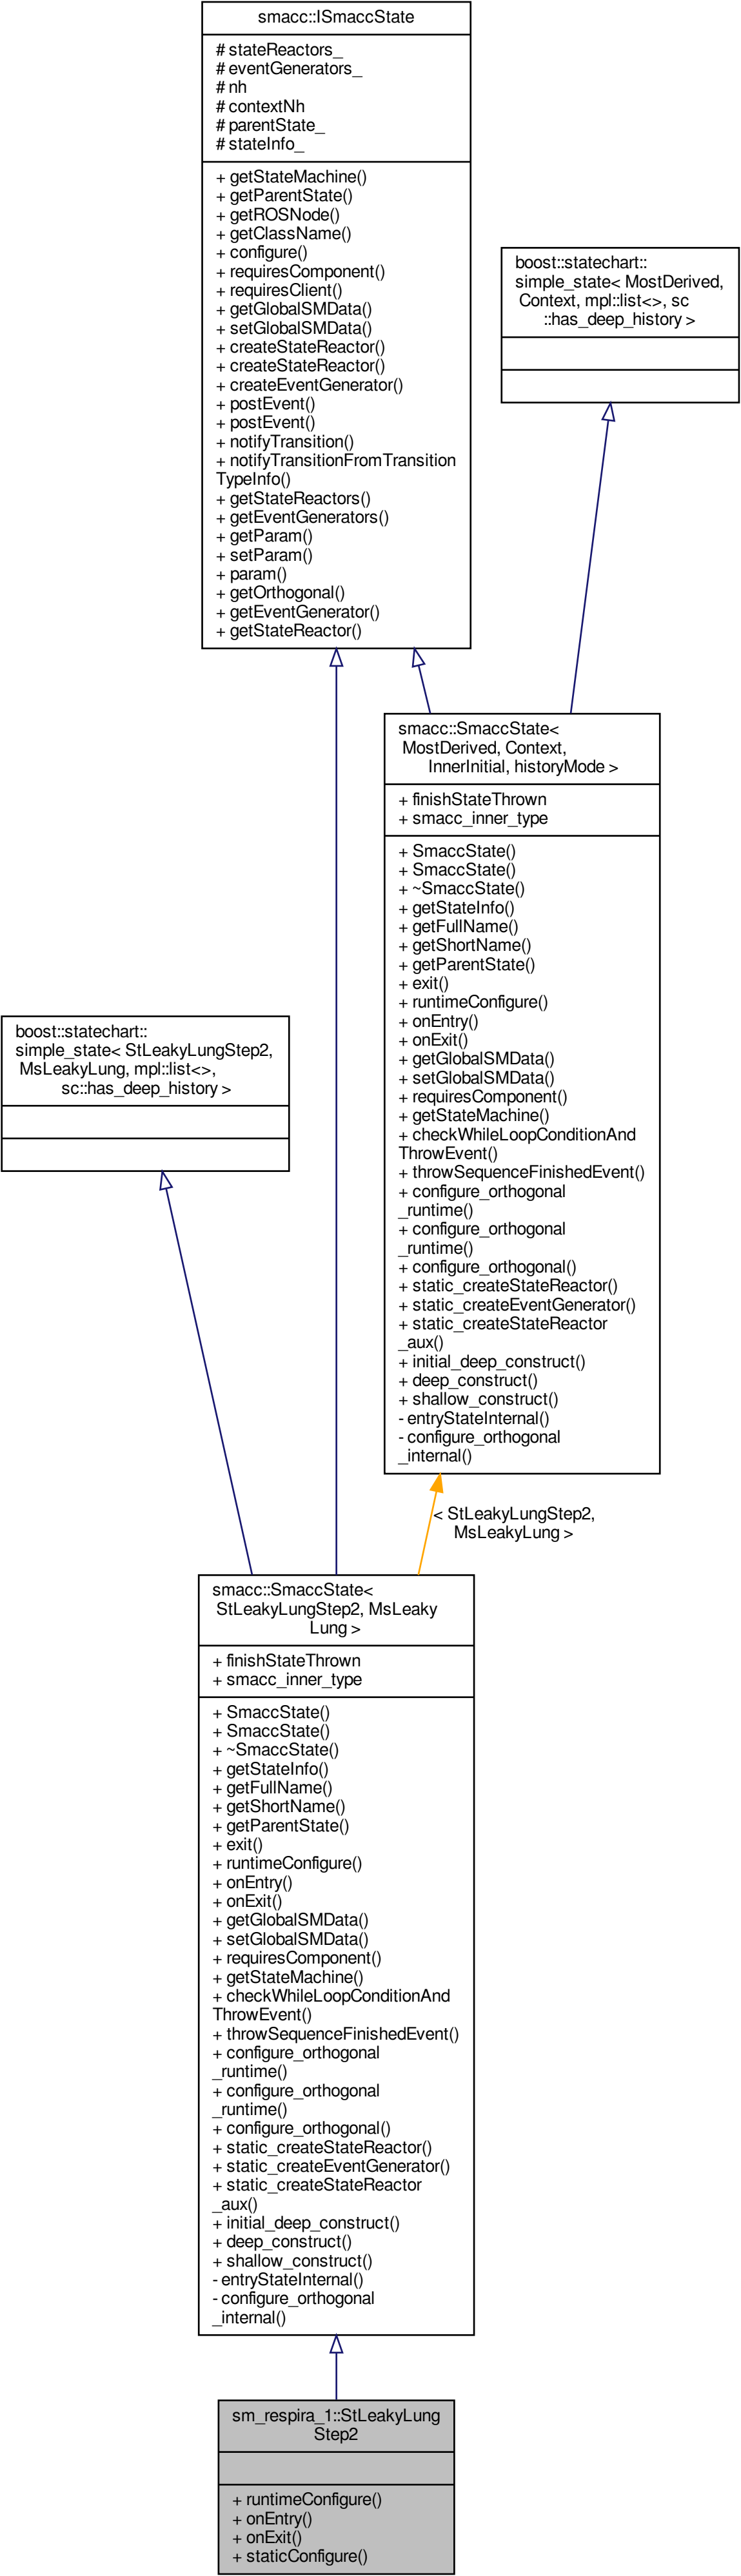 smacc::ISmaccState
# stateReactors_
# eventGenerators_
# nh
# contextNh
# parentState_
# stateInfo_
+ getStateMachine()
+ getParentState()
+ getROSNode()
+ getClassName()
+ configure()
+ requiresComponent()
+ requiresClient()
+ getGlobalSMData()
+ setGlobalSMData()
+ createStateReactor()
+ createStateReactor()
+ createEventGenerator()
+ postEvent()
+ postEvent()
+ notifyTransition()
+ notifyTransitionFromTransition
TypeInfo()
+ getStateReactors()
+ getEventGenerators()
+ getParam()
+ setParam()
+ param()
+ getOrthogonal()
+ getEventGenerator()
+ getStateReactor()
boost::statechart::
simple_state< MostDerived,
Context, mpl::list<>, sc
::has_deep_history >
smacc::SmaccState<
MostDerived, Context,
InnerInitial, historyMode >
+ finishStateThrown
+ smacc_inner_type
+ SmaccState()
+ SmaccState()
+ ~SmaccState()
+ getStateInfo()
+ getFullName()
+ getShortName()
+ getParentState()
+ exit()
+ runtimeConfigure()
+ onEntry()
+ onExit()
+ getGlobalSMData()
+ setGlobalSMData()
+ requiresComponent()
+ getStateMachine()
+ checkWhileLoopConditionAnd
ThrowEvent()
+ throwSequenceFinishedEvent()
+ configure_orthogonal
_runtime()
+ configure_orthogonal
_runtime()
+ configure_orthogonal()
+ static_createStateReactor()
+ static_createEventGenerator()
+ static_createStateReactor
_aux()
+ initial_deep_construct()
+ deep_construct()
+ shallow_construct()
- entryStateInternal()
- configure_orthogonal
_internal()
boost::statechart::
simple_state< StLeakyLungStep2,
MsLeakyLung, mpl::list<>,
sc::has_deep_history >
< StLeakyLungStep2,
MsLeakyLung >
smacc::SmaccState<
StLeakyLungStep2, MsLeaky
Lung >
+ finishStateThrown
+ smacc_inner_type
+ SmaccState()
+ SmaccState()
+ ~SmaccState()
+ getStateInfo()
+ getFullName()
+ getShortName()
+ getParentState()
+ exit()
+ runtimeConfigure()
+ onEntry()
+ onExit()
+ getGlobalSMData()
+ setGlobalSMData()
+ requiresComponent()
+ getStateMachine()
+ checkWhileLoopConditionAnd
ThrowEvent()
+ throwSequenceFinishedEvent()
+ configure_orthogonal
_runtime()
+ configure_orthogonal
_runtime()
+ configure_orthogonal()
+ static_createStateReactor()
+ static_createEventGenerator()
+ static_createStateReactor
_aux()
+ initial_deep_construct()
+ deep_construct()
+ shallow_construct()
- entryStateInternal()
- configure_orthogonal
_internal()
sm_respira_1::StLeakyLung
Step2
+ runtimeConfigure()
+ onEntry()
+ onExit()
+ staticConfigure()